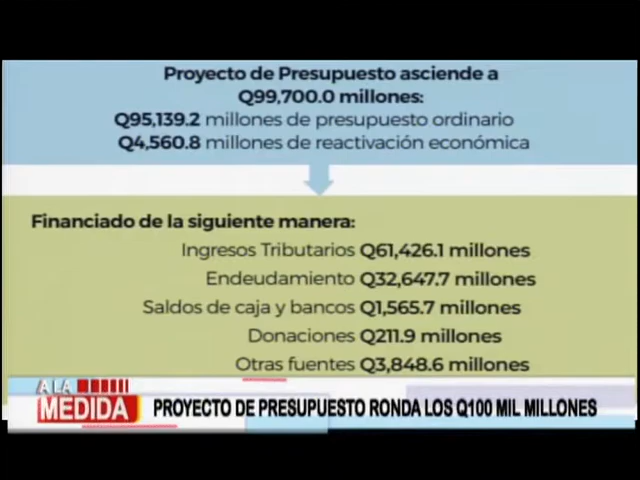 Proyecto de Presupuesto asciende a
Q99,700.0 millones:
Q95,139.2 millones de presupuesto ordinario
Q4,560.8 millones de reactivación económica
Financiado de la siguiente manera:
Ingresos Tributarios Q61,426.1 millones
Endeudamiento Q32,647.7 millones
Saldos de caja y bancos Q1,565.7 millones
Donaciones Q211.9 millones
Otras fuentes Q3,848.6 millones
A LA
MEDIDA
PROYECTO DE PRESUPUESTO RONDA LOS Q100 MIL MILLONES